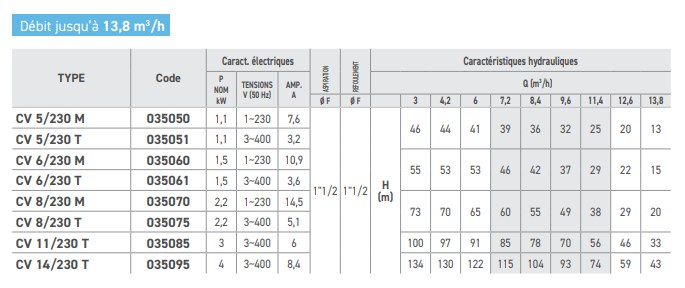 Débit jusqu'à 13,8 m³/h
TYPE Code Caract. électriques ASPIRATION REFOULEMENT Caractéristiques hydrauliques
P NOM kW TENSIONS V (50 Hz) AMP. A Ø F Ø F Q (m³/h)
3 4,2 6 7,2 8,4 9,6 11,4 12,6 13,8
CV 5/230 M 035050 1,1 1~230 7,6
CV 5/230 T 035051 1,1 3~400 3,2
46 44 41 39 36 32 25 20 13
CV 6/230 M 035060 1,5 1~230 10,9
CV 6/230 T 035061 1,5 3~400 3,6
55 53 53 46 42 37 29 22 15
1"1/2 1"1/2 H (m)
CV 8/230 M 035070 2,2 1~230 14,5
CV 8/230 T 035075 2,2 3~400 5,1
73 70 65 60 55 49 38 29 20
CV 11/230 T 035085 3 3~400 6 100 97 91 85 78 70 56 46 33
CV 14/230 T 035095 4 3~400 8,4 134 130 122 115 104 93 74 59 43